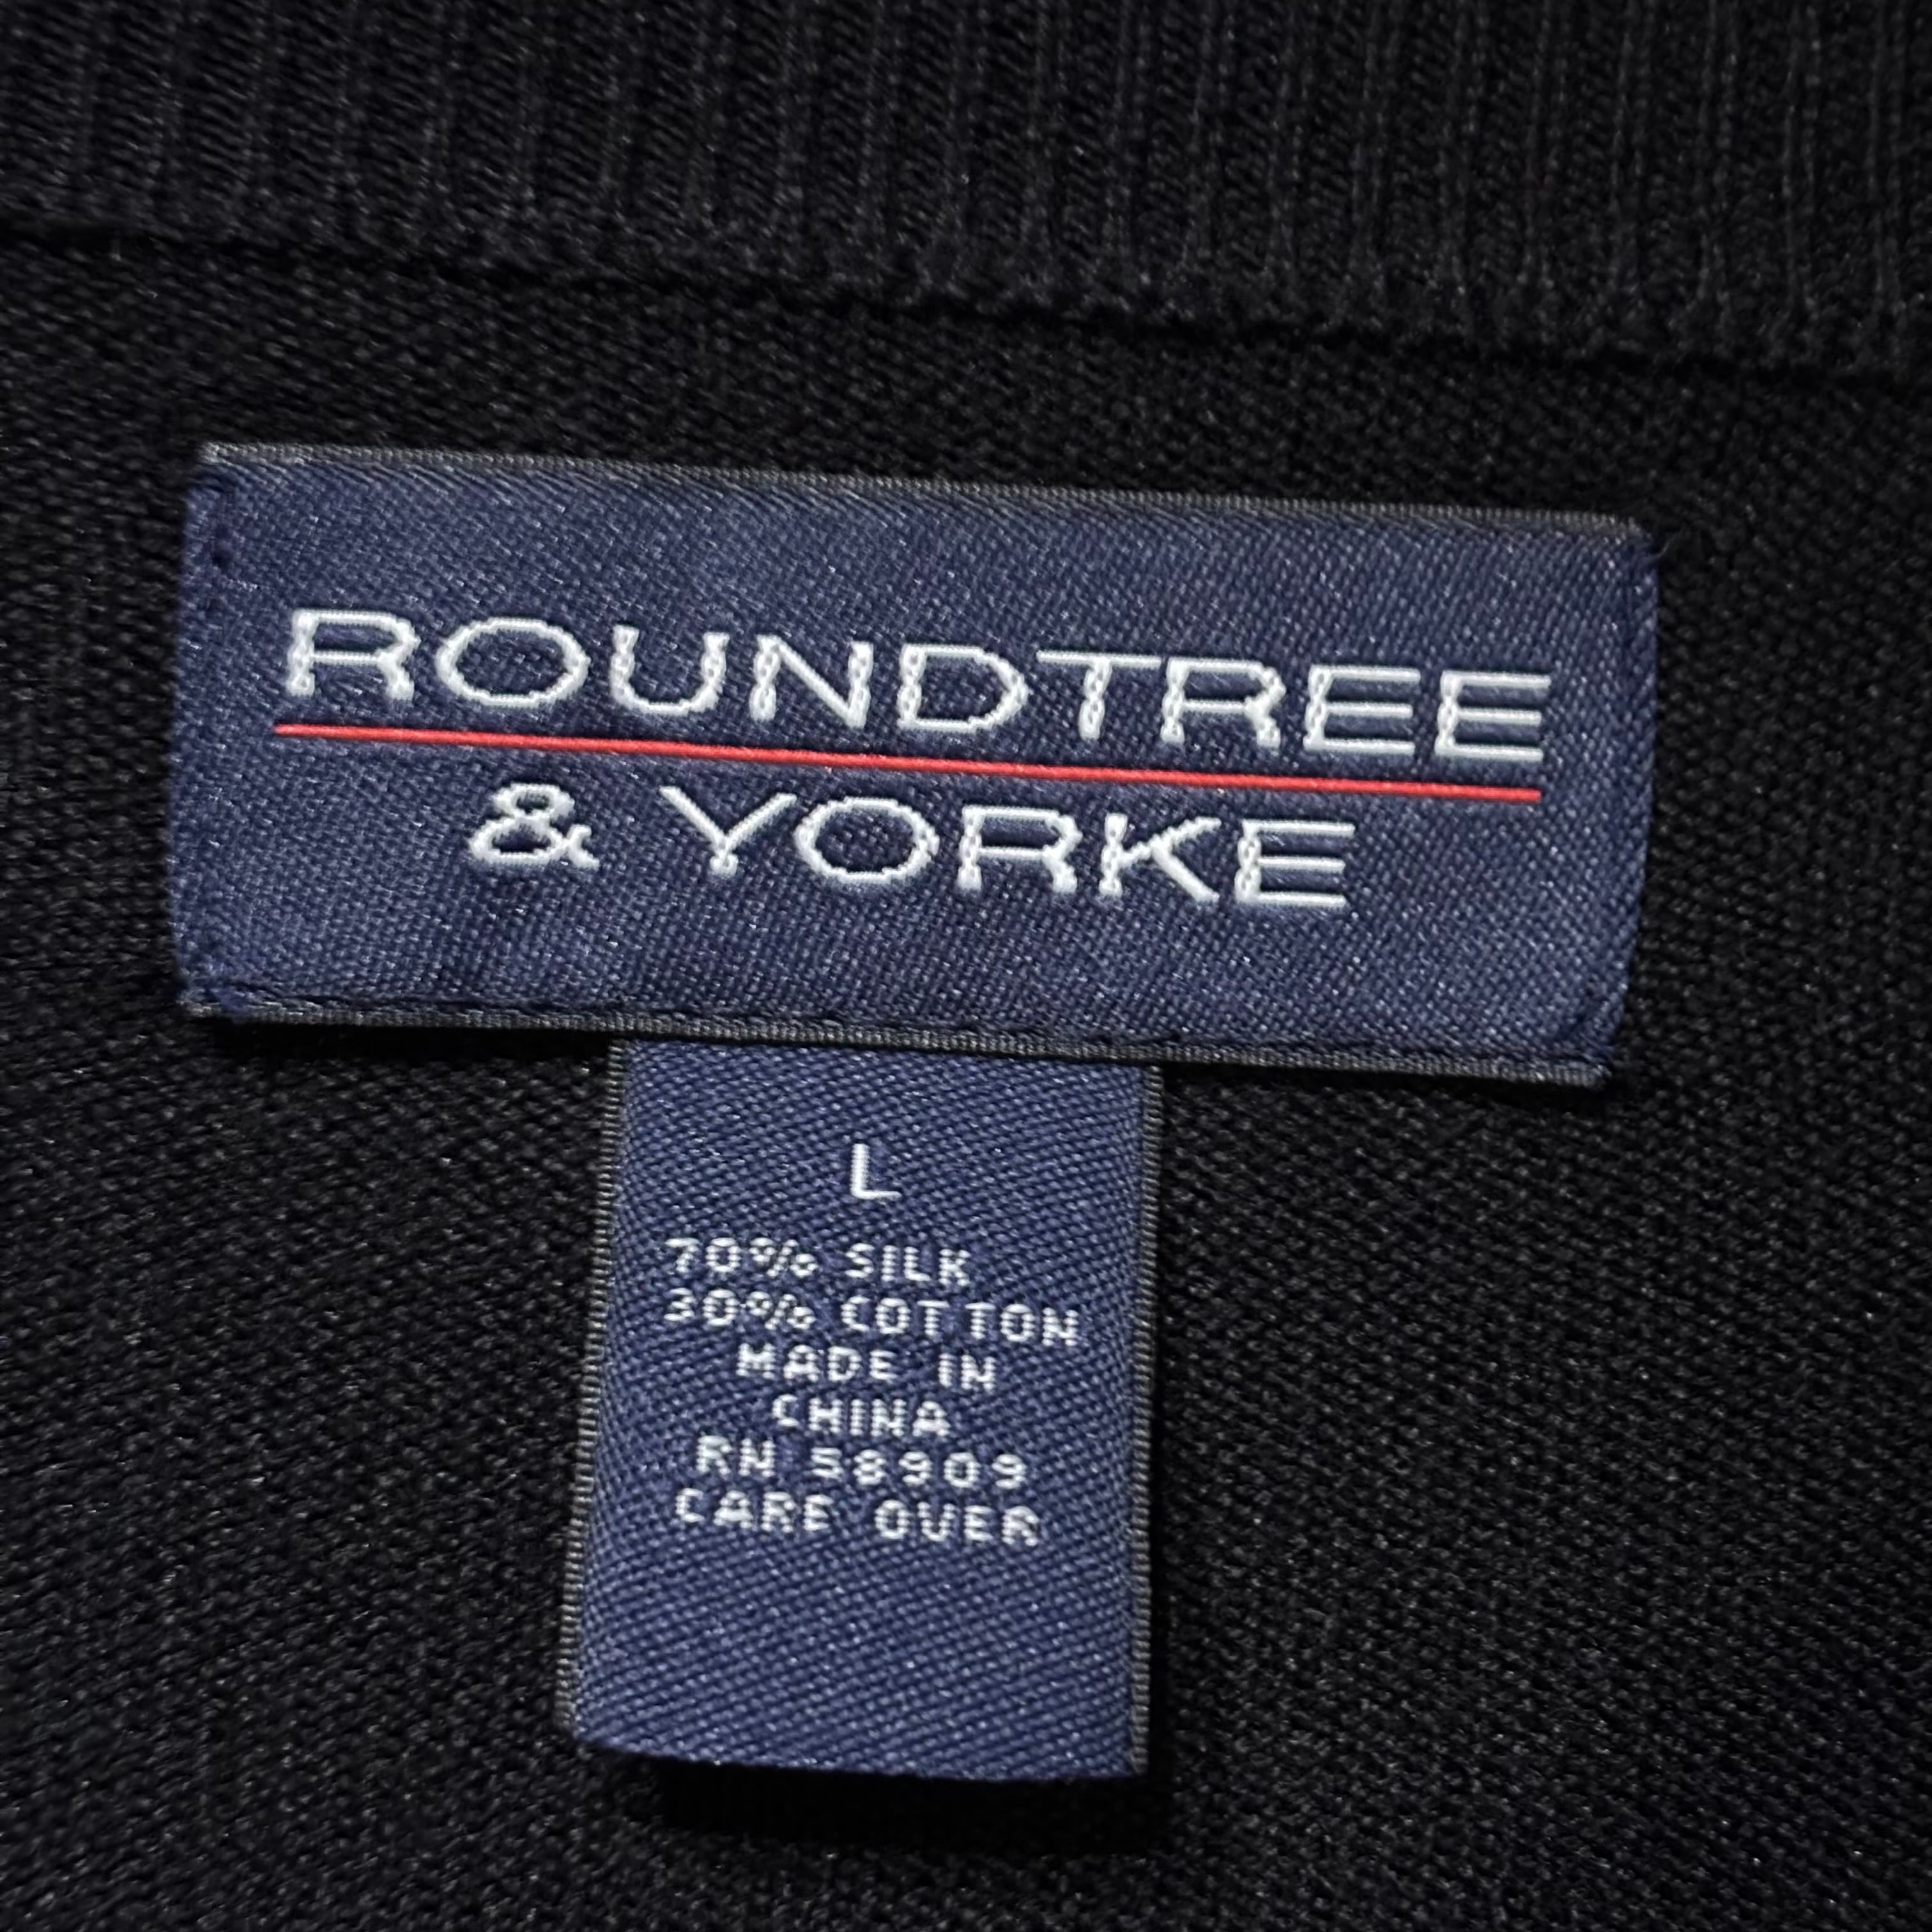 ROUNDTREE
& YORKE
L
70% SILK
30% COTTON
MADE IN
CHINA
RN 58909
CARE OVER